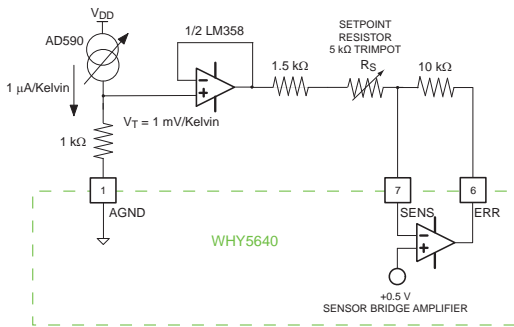 VDD
AD590
1 µA/Kelvin
1/2 LM358
SETPOINT
RESISTOR
5 kΩ TRIMPOT
RS
1.5 kΩ
10 kΩ
VT = 1 mV/Kelvin
1 kΩ
1
AGND
7
SENS
6
ERR
WHY5640
+0.5 V
SENSOR BRIDGE AMPLIFIER